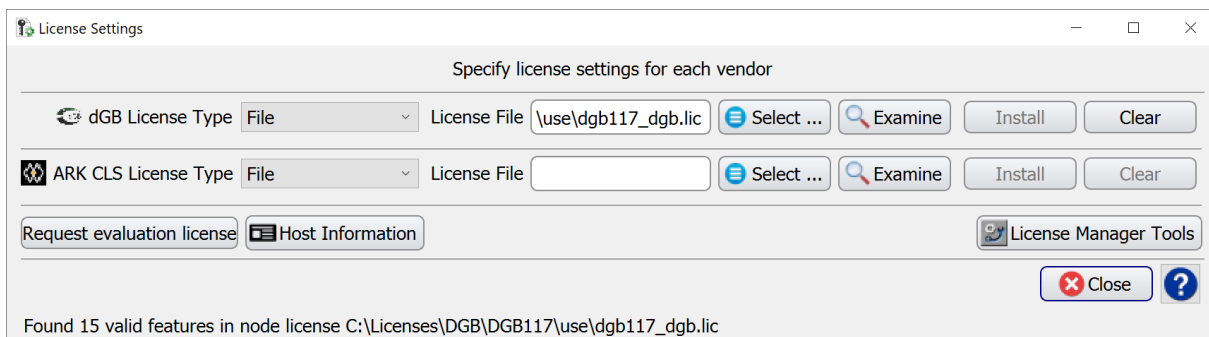 License Settings
Specify license settings for each vendor
dGB License Type File License File \use\dgb117_dgb.lic Select ... Examine Install Clear
ARK CLS License Type File License File Select ... Examine Install Clear
Request evaluation license Host Information License Manager Tools
Close ?
Found 15 valid features in node license C:\Licenses\DGB\DGB117\use\dgb117_dgb.lic